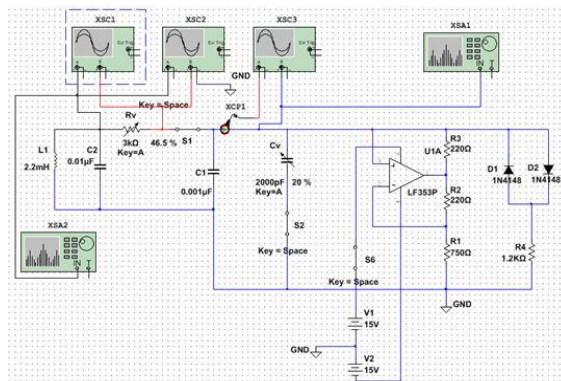 XSC1
XSC2
XSC3
XSA1
Ext Trig
Ext Trig
Ext Trig
A
B
A
B
A
B
IN
T
GND
Key = Space
XCP1
Rv
3kΩ
Key=A
46.5 %
S1
L1
2.2mH
C2
0.01µF
C1
0.001µF
Cv
2000pF
20 %
Key=A
S2
Key = Space
U1A
LF353P
R3
220Ω
R2
220Ω
R1
750Ω
D1
1N4148
D2
1N4148
R4
1.2KΩ
XSA2
IN
T
S6
Key = Space
GND
V1
15V
GND
V2
15V